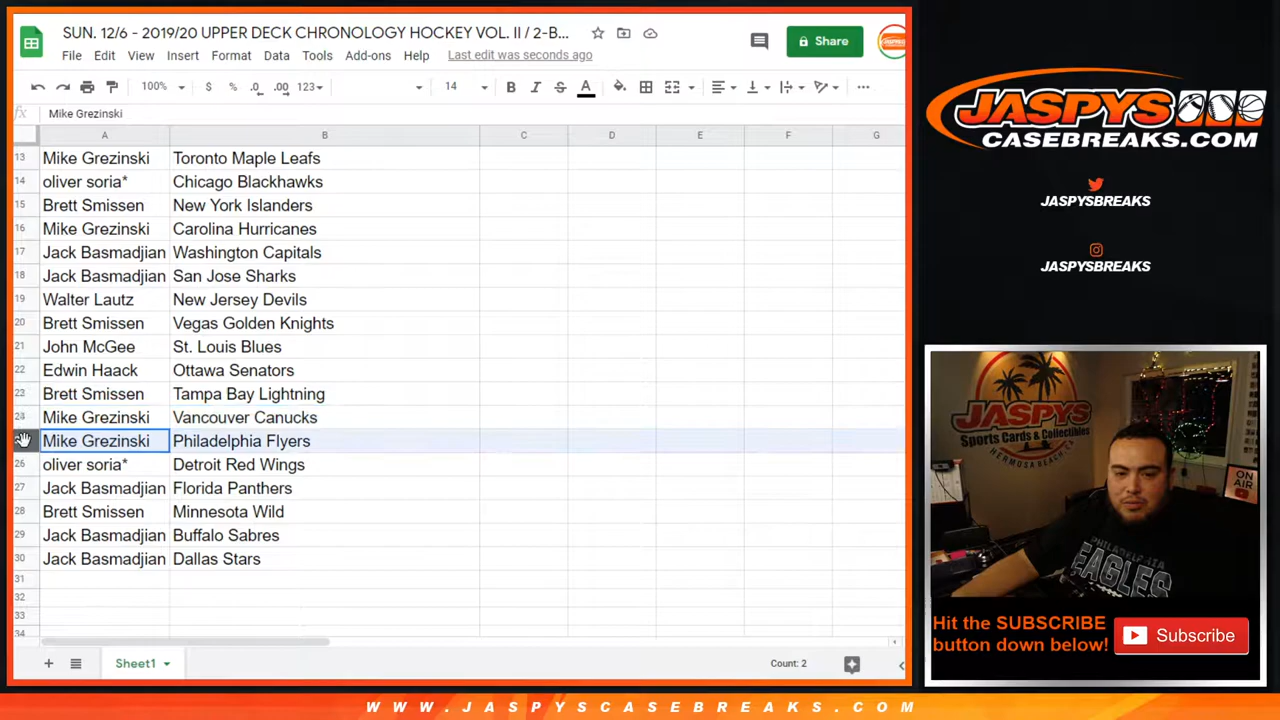 SUN. 12/6 - 2019/20 UPPER DECK CHRONOLOGY HOCKEY VOL. II / 2-B...
File Edit View Insert Format Data Tools Add-ons Help Last edit was seconds ago
Share
100% $ % .0 .00 123 14 B I S A
fx Mike Grezinski
A B C D E F G
13 Mike Grezinski Toronto Maple Leafs
14 oliver soria* Chicago Blackhawks
15 Brett Smissen New York Islanders
16 Mike Grezinski Carolina Hurricanes
17 Jack Basmadjian Washington Capitals
18 Jack Basmadjian San Jose Sharks
19 Walter Lautz New Jersey Devils
20 Brett Smissen Vegas Golden Knights
21 John McGee St. Louis Blues
22 Edwin Haack Ottawa Senators
23 Brett Smissen Tampa Bay Lightning
24 Mike Grezinski Vancouver Canucks
Mike Grezinski Philadelphia Flyers
26 oliver soria* Detroit Red Wings
27 Jack Basmadjian Florida Panthers
28 Brett Smissen Minnesota Wild
29 Jack Basmadjian Buffalo Sabres
30 Jack Basmadjian Dallas Stars
31
32
33
34
Sheet1
Count: 2
JASPYS
CASEBREAKS.COM
JASPYSBREAKS
JASPYSBREAKS
JASPYS
Sports Cards & Collectibles
HERMOSA BEACH, CA
ON AIR
PHILADELPHIA
EAGLES
Hit the SUBSCRIBE
button down below!
Subscribe
WWW.JASPYSCASEBREAKS.COM